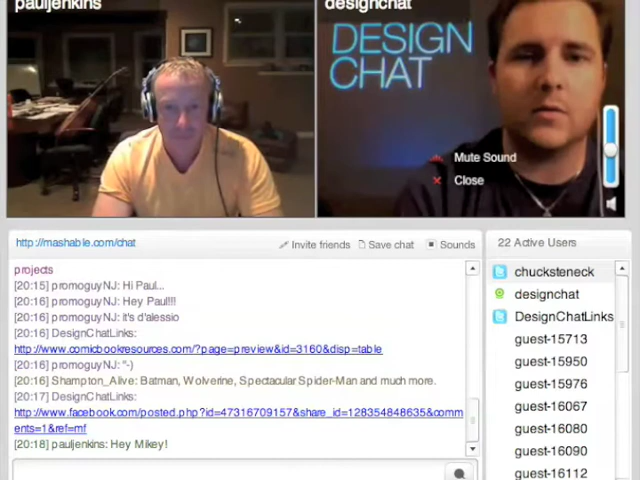 pauljenkins
designchat
DESIGN
CHAT
Mute Sound
Close
http://mashable.com/chat
Invite friends
Save chat
Sounds
22 Active Users
projects
[20:15] promoguyNJ: Hi Paul...
[20:16] promoguyNJ: Hey Paul!!!
[20:16] promoguyNJ: it's d'alessio
[20:16] DesignChatLinks:
http://www.comicbookresources.com/?page=preview&id=3160&disp=table
[20:16] promoguyNJ: "-)
[20:16] Shampton_Alive: Batman, Wolverine, Spectacular Spider-Man and much more.
[20:17] DesignChatLinks:
http://www.facebook.com/posted.php?id=47316709157&share_id=128354848635&comm
ents=1&ref=mf
[20:18] pauljenkins: Hey Mikey!
chucksteneck
designchat
DesignChatLinks
guest-15713
guest-15950
guest-15976
guest-16067
guest-16080
guest-16090
guest-16112